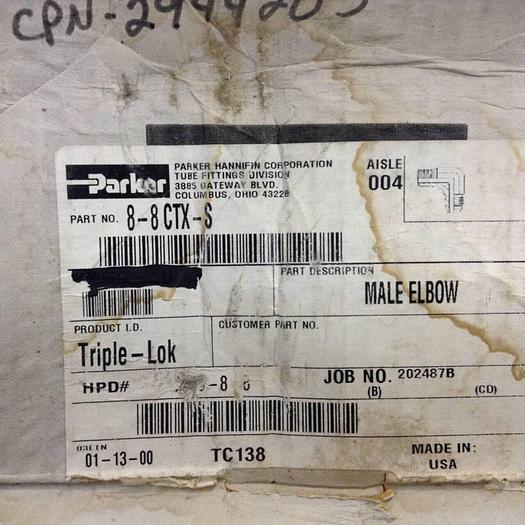 CPN-2944205
Parker
PARKER HANNIFIN CORPORATION
TUBE FITTINGS DIVISION
3885 GATEWAY BLVD.
COLUMBUS, OHIO 43228
AISLE
004
PART NO. 8-8 CTX-S
PART DESCRIPTION
MALE ELBOW
PRODUCT I.D.
Triple-Lok
CUSTOMER PART NO.
HPD#
JOB NO. 202487B
(B)
(CD)
01-13-00
TC138
MADE IN:
USA